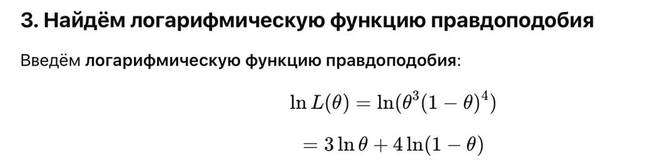 3. Найдём логарифмическую функцию правдоподобия
Введём логарифмическую функцию правдоподобия:
ln L(θ) = ln(θ³(1 − θ)⁴)
= 3 ln θ + 4 ln(1 − θ)